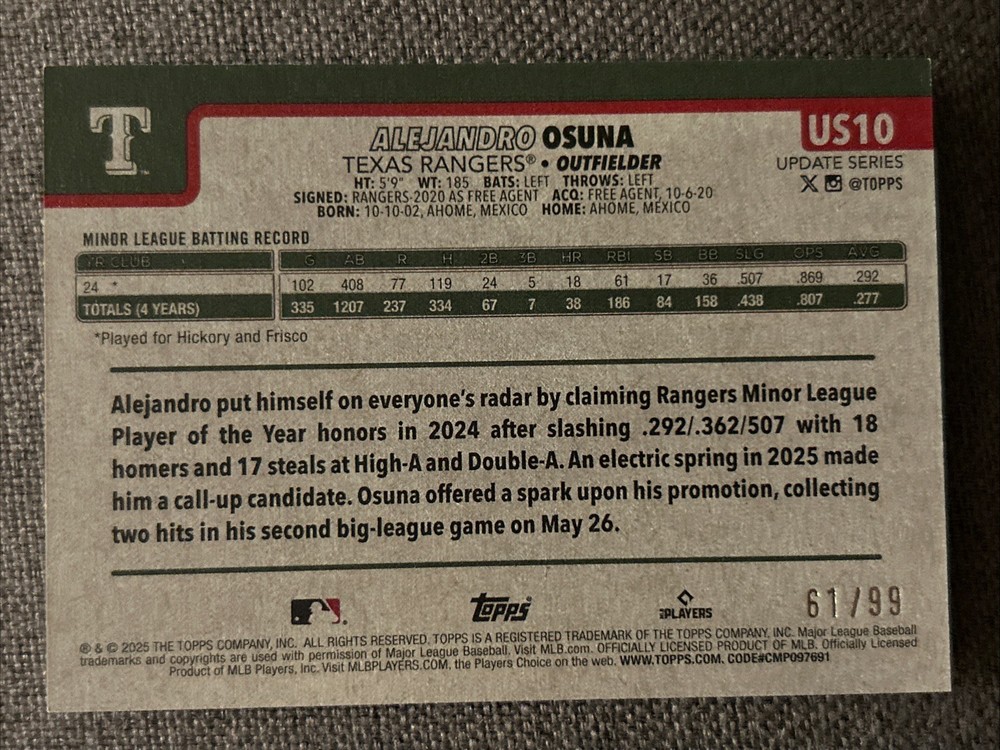 T
TM
US10
ALEJANDRO OSUNA
TEXAS RANGERS® • OUTFIELDER
UPDATE SERIES
HT: 5'9" WT: 185 BATS: LEFT THROWS: LEFT
@TOPPS
SIGNED: RANGERS 2020 AS FREE AGENT ACQ: FREE AGENT, 10-6-20
BORN: 10-10-02, AHOME, MEXICO HOME: AHOME, MEXICO
MINOR LEAGUE BATTING RECORD
YR CLUB G AB R H 2B 3B HR RBI SB BB SLG OPS AVG
24 * 102 408 77 119 24 5 18 61 17 36 .507 .869 .292
TOTALS (4 YEARS) 335 1207 237 334 67 7 38 186 84 158 .438 .807 .277
*Played for Hickory and Frisco
Alejandro put himself on everyone's radar by claiming Rangers Minor League
Player of the Year honors in 2024 after slashing .292/.362/507 with 18
homers and 17 steals at High-A and Double-A. An electric spring in 2025 made
him a call-up candidate. Osuna offered a spark upon his promotion, collecting
two hits in his second big-league game on May 26.
Topps
PLAYERS
61/99
® & © 2025 THE TOPPS COMPANY, INC. ALL RIGHTS RESERVED. TOPPS IS A REGISTERED TRADEMARK OF THE TOPPS COMPANY, INC. Major League Baseball
trademarks and copyrights are used with permission of Major League Baseball. Visit MLB.com. OFFICIALLY LICENSED PRODUCT OF MLB. Officially Licensed
Product of MLB Players, Inc. Visit MLBPLAYERS.COM, the Players Choice on the web. WWW.TOPPS.COM. CODE#CMP097691